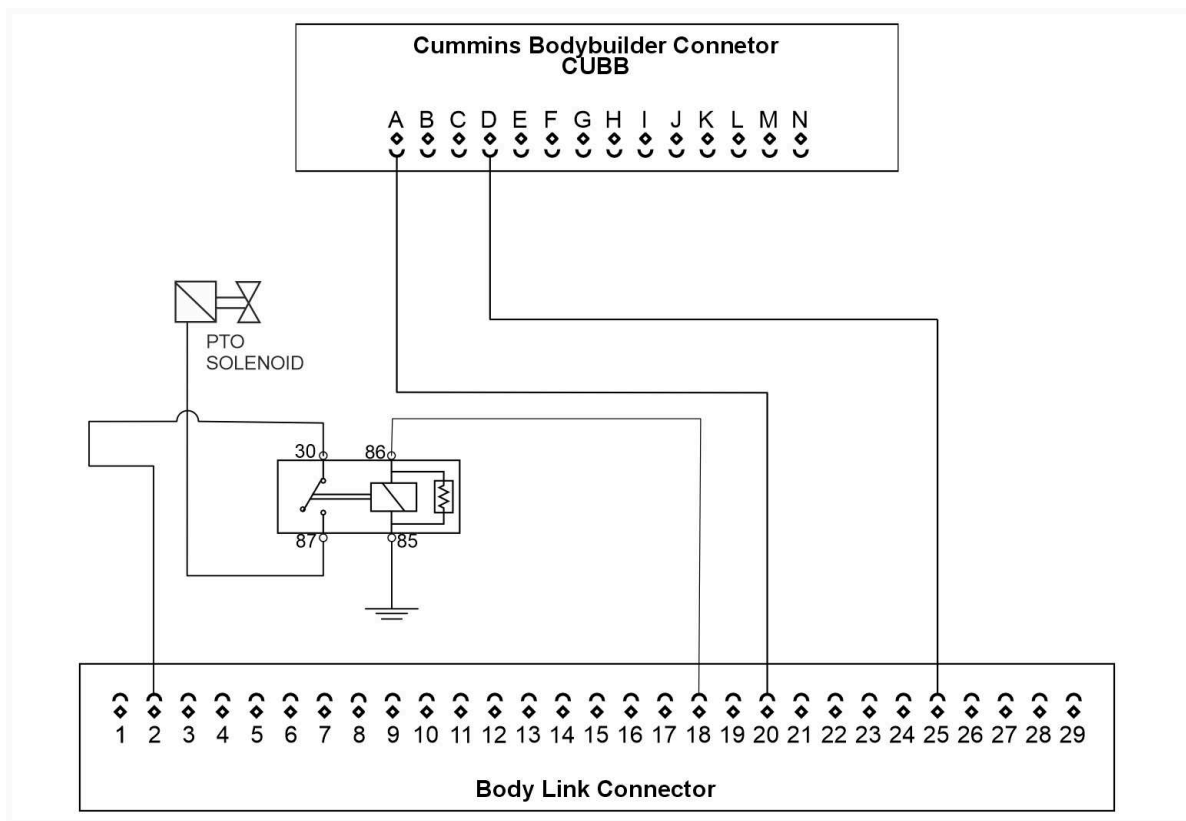 Cummins Bodybuilder Connetor
CUBB
A B C D E F G H I J K L M N
PTO
SOLENOID
30 86
87 85
1 2 3 4 5 6 7 8 9 10 11 12 13 14 15 16 17 18 19 20 21 22 23 24 25 26 27 28 29
Body Link Connector